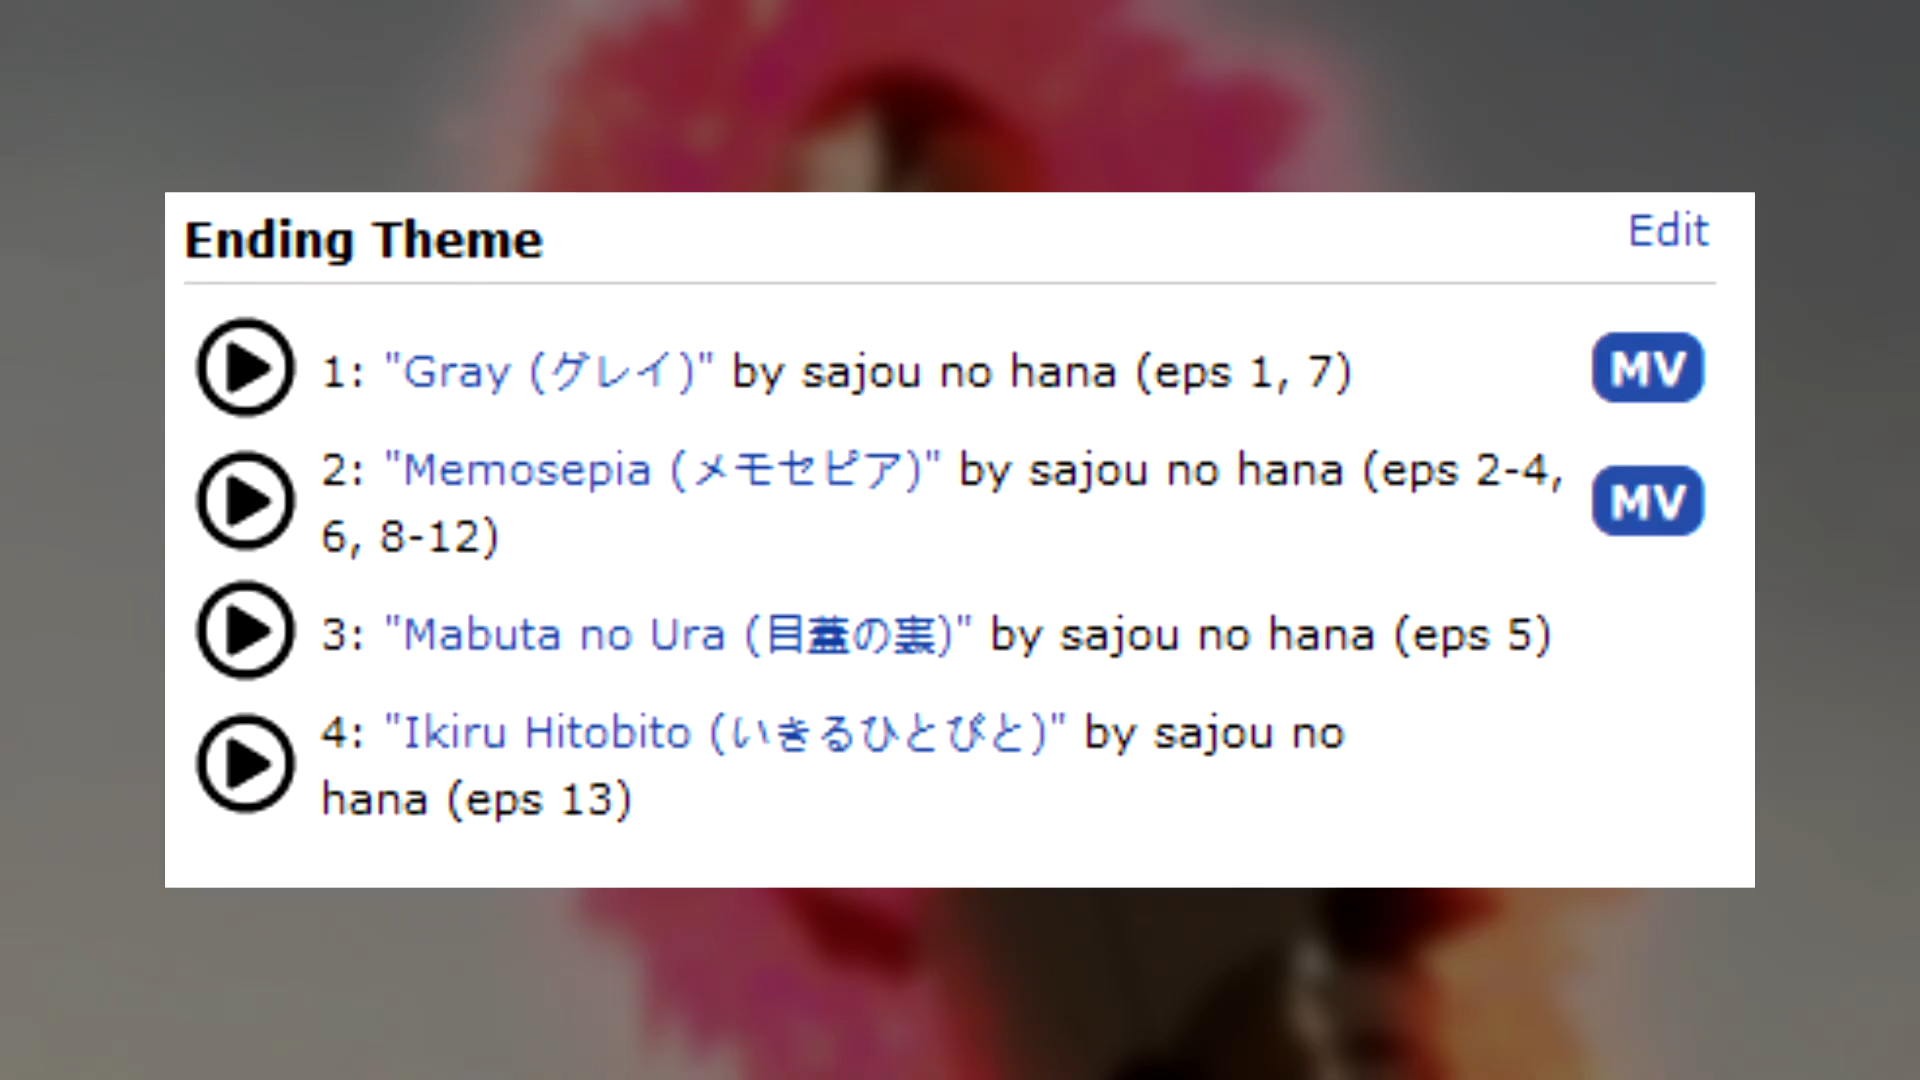 Ending Theme
Edit
1: "Gray (グレイ)" by sajou no hana (eps 1, 7)
MV
2: "Memosepia (メモセピア)" by sajou no hana (eps 2-4,
6, 8-12)
MV
3: "Mabuta no Ura (目蓋の裏)" by sajou no hana (eps 5)
4: "Ikiru Hitobito (いきるひとびと)" by sajou no
hana (eps 13)